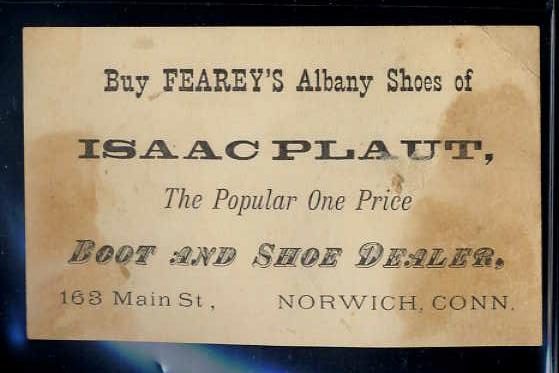 Buy FEAREY'S Albany Shoes of
ISAAC PLAUT,
The Popular One Price
BOOT AND SHOE DEALER,
163 Main St, NORWICH, CONN.